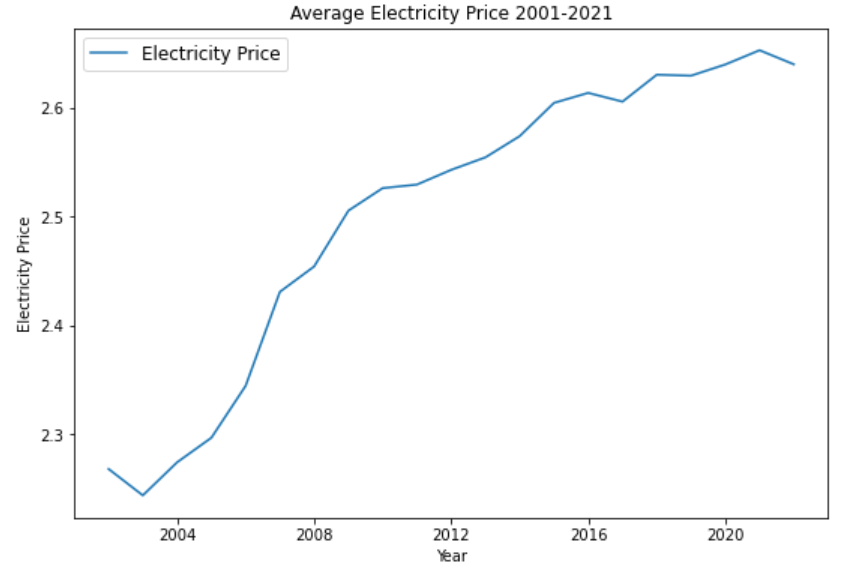 Average Electricity Price 2001-2021
Electricity Price
2.6
2.5
2.4
2.3
Electricity Price
2004 2008 2012 2016 2020
Year